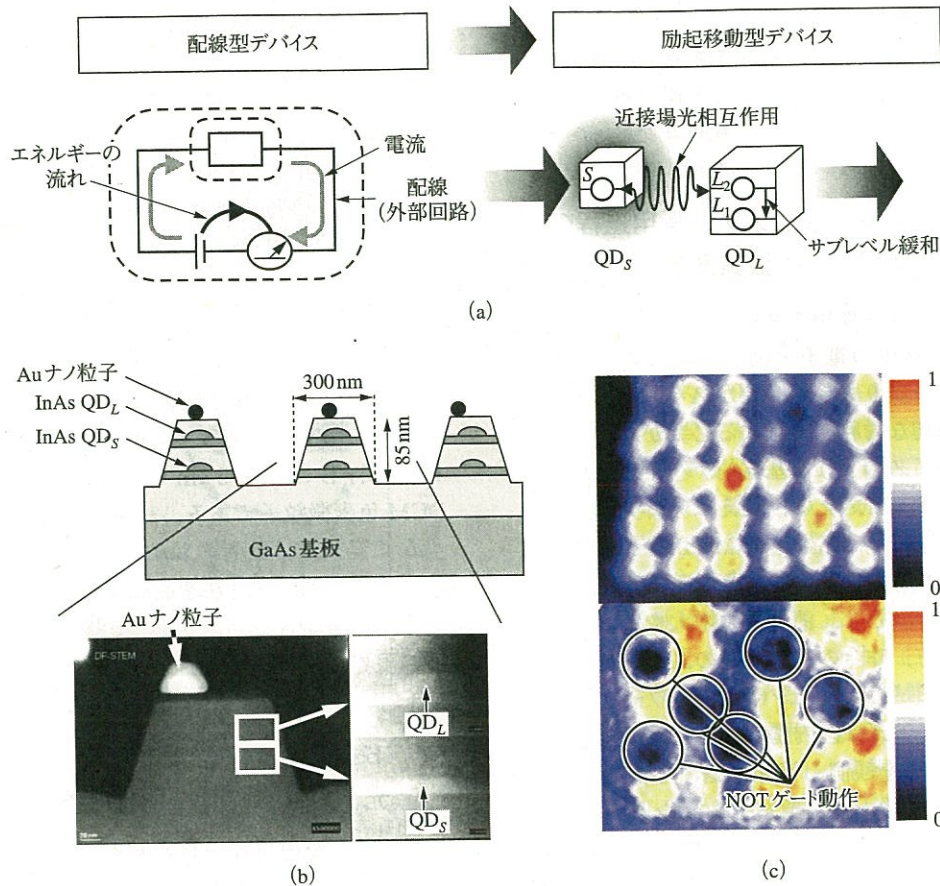 配線型デバイス
励起移動型デバイス
エネルギーの
流れ
電流
配線
(外部回路)
近接場光相互作用
S
L2
L1
サブレベル緩和
QDS
QDL
(a)
Auナノ粒子
InAs QDL
InAs QDS
300 nm
85 nm
GaAs基板
Auナノ粒子
DF-STEM
QDL
QDS
(b)
1
0
1
NOTゲート動作
0
(c)